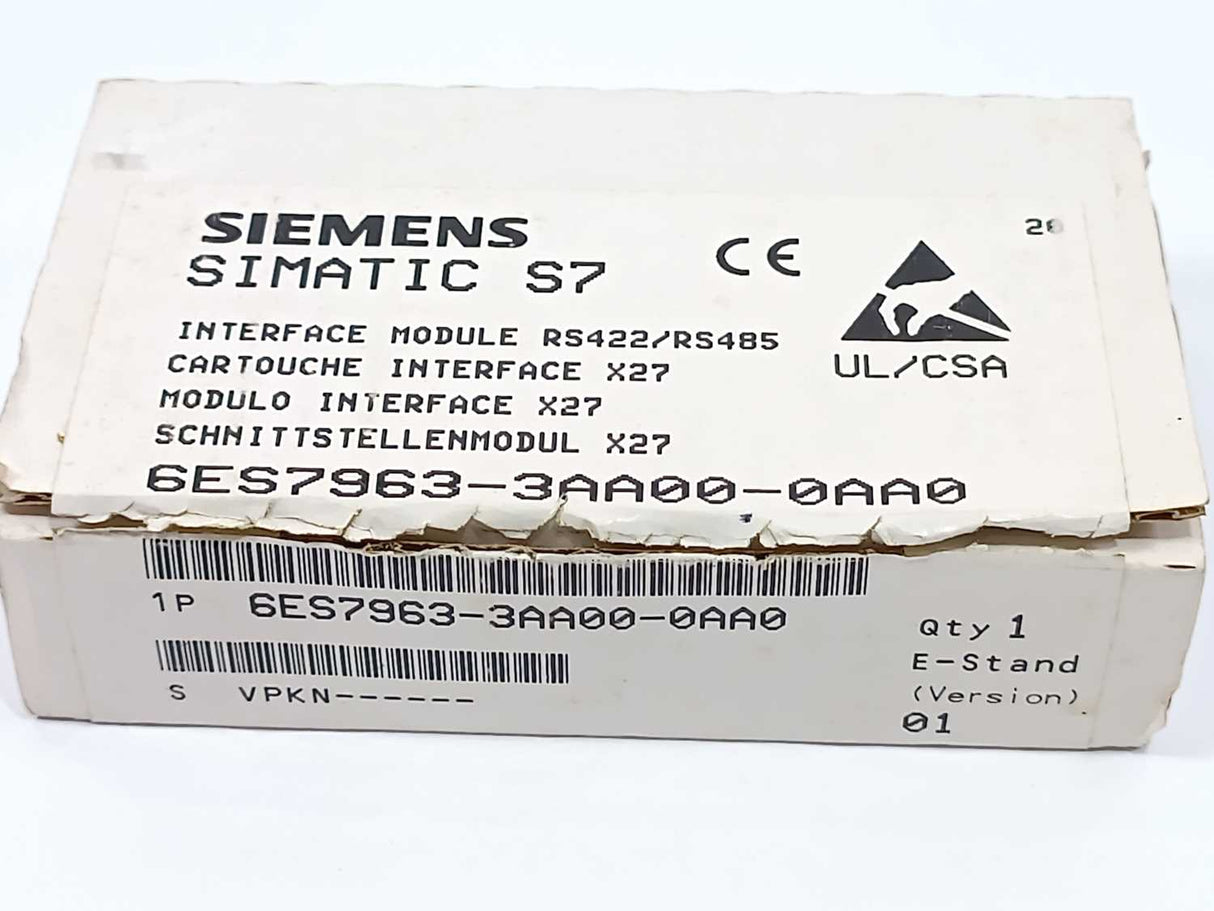 SIEMENS
SIMATIC S7
INTERFACE MODULE RS422/RS485
CARTOUCHE INTERFACE X27
MODULO INTERFACE X27
SCHNITTSTELLENMODUL X27
6ES7963-3AA00-0AA0
CE
UL/CSA
1P 6ES7963-3AA00-0AA0
S VPKN------
Qty 1
E-Stand
(Version)
01